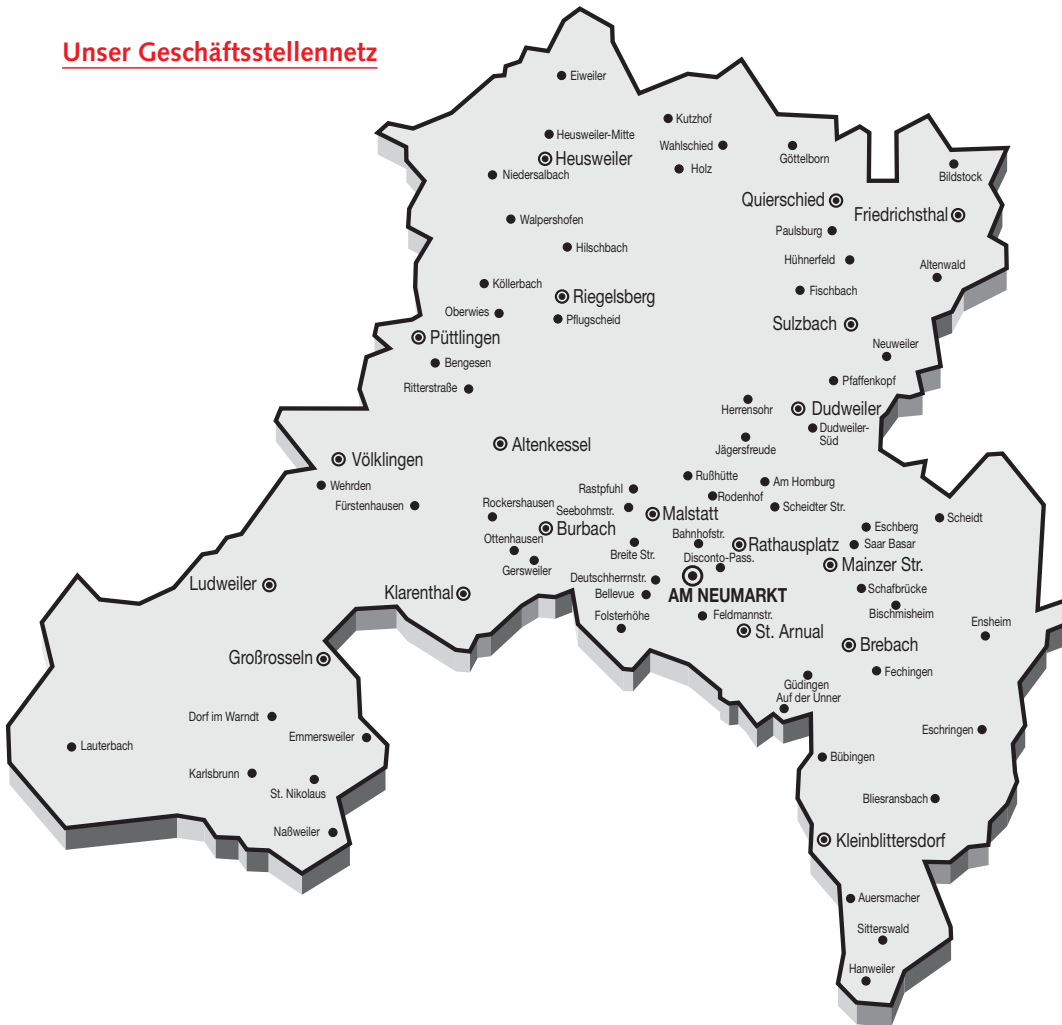 Unser Geschäftsstellennetz
Eiweiler
Kutzhof
Heusweiler-Mitte
Wahlschied
Göttelborn
Heusweiler
Holz
Bildstock
Niedersalbach
Quierschied
Friedrichsthal
Walpershofen
Paulsburg
Hilschbach
Hühnerfeld
Altenwald
Köllerbach
Fischbach
Riegelsberg
Oberwies
Pflugscheid
Sulzbach
Püttlingen
Neuweiler
Bengesen
Pfaffenkopf
Ritterstraße
Herrensohr
Dudweiler
Dudweiler-
Süd
Jägersfreude
Altenkessel
Völklingen
Rußhütte
Am Homburg
Wehrden
Rastpfuhl
Rodenhof
Fürstenhausen
Rockershausen
Seebohmstr.
Scheidter Str.
Malstatt
Scheidt
Burbach
Eschberg
Bahnhofstr.
Ottenhausen
Breite Str.
Rathausplatz
Saar Basar
Gersweiler
Disconto-Pass.
Mainzer Str.
Ludweiler
Deutschherrnstr.
Klarenthal
Bellevue
AM NEUMARKT
Schafbrücke
Bischmisheim
Folsterhöhe
Feldmannstr.
Ensheim
St. Arnual
Brebach
Großrosseln
Fechingen
Güdingen
Auf der Unner
Dorf im Warndt
Emmersweiler
Eschringen
Lauterbach
Bübingen
Karlsbrunn
St. Nikolaus
Bliesransbach
Naßweiler
Kleinblittersdorf
Auersmacher
Sitterswald
Hanweiler